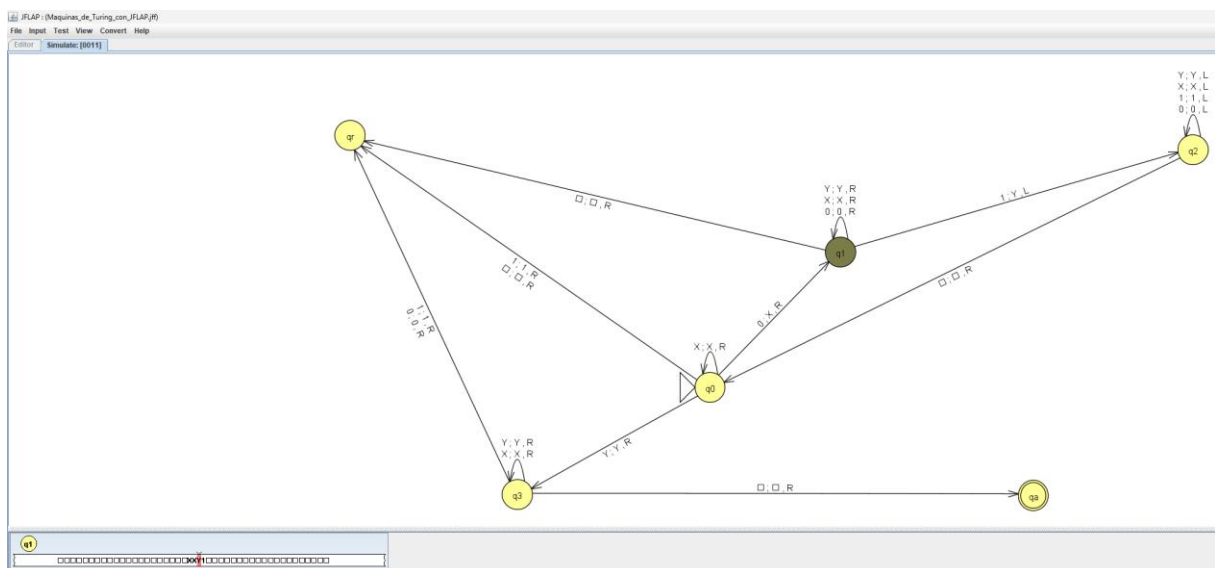 JFLAP : (Maquinas_de_Turing_con_JFLAP.jff)
File Input Test View Convert Help
Editor Simulate: [0011]
Y ; Y , L
X ; X , L
1 ; 1 , L
0 ; 0 , L
qr
q2
Y ; Y , R
X ; X , R
0 ; 0 , R
□ ; □ , R
1 ; Y , L
q1
1 ; 1 , R
□ ; □ , R
□ ; □ , R
1 ; 1 , R
0 ; 0 , R
0 ; X , R
X ; X , R
q0
Y ; Y , R
X ; X , R
Y ; Y , R
□ ; □ , R
q3
qa
q1
XXY1